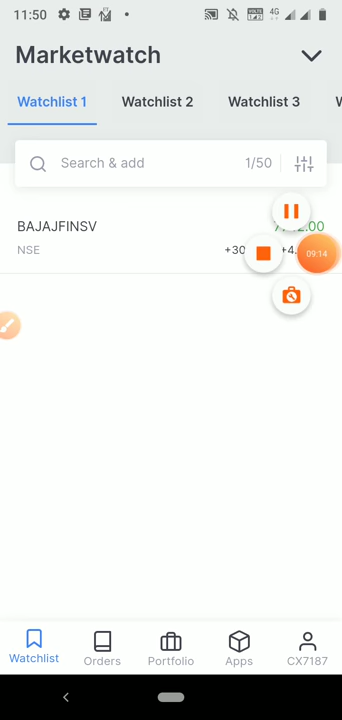 11:50
4G
Marketwatch
Watchlist 1 Watchlist 2 Watchlist 3
Search & add 1/50
BAJAJFINSV
NSE +30 +4.
09:14
Watchlist Orders Portfolio Apps CX7187